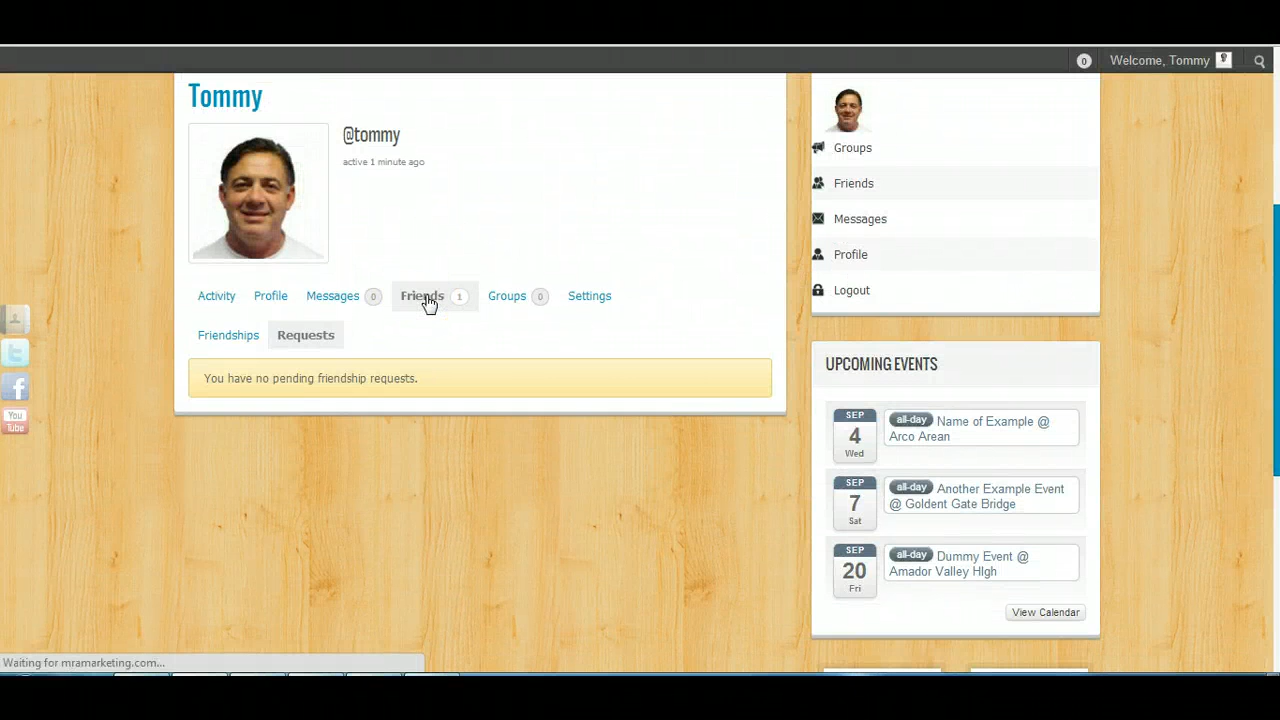 0 Welcome, Tommy
Tommy
@tommy
active 1 minute ago
Activity Profile Messages 0 Friends 1 Groups 0 Settings
Friendships Requests
You have no pending friendship requests.
Groups
Friends
Messages
Profile
Logout
UPCOMING EVENTS
SEP
4
Wed
all-day Name of Example @
Arco Arean
SEP
7
Sat
all-day Another Example Event
@ Goldent Gate Bridge
SEP
20
Fri
all-day Dummy Event @
Amador Valley HIgh
View Calendar
You
Tube
Waiting for mramarketing.com...